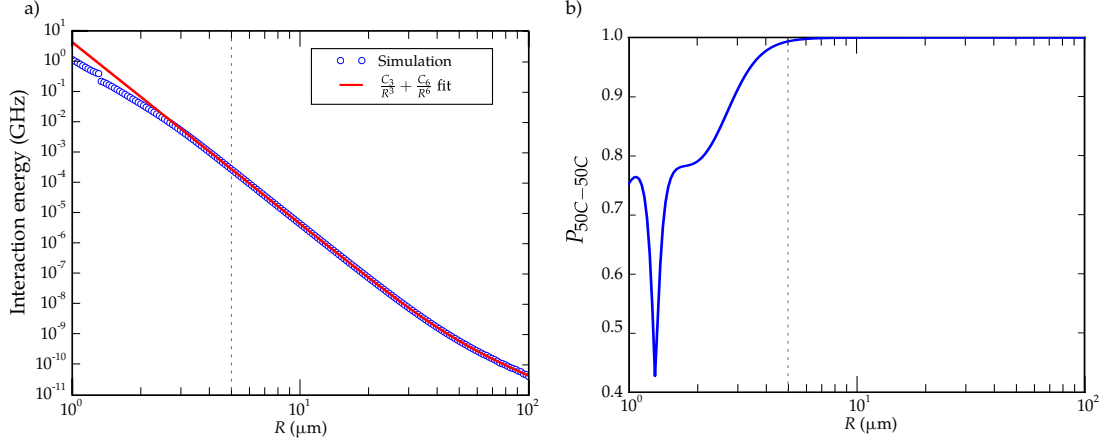 a)
Interaction energy (GHz)
10^1
10^0
10^-1
10^-2
10^-3
10^-4
10^-5
10^-6
10^-7
10^-8
10^-9
10^-10
10^-11
10^0 10^1 10^2
R (μm)
Simulation
C_3/R^3 + C_6/R^6 fit
b)
P_50C−50C
1.0
0.9
0.8
0.7
0.6
0.5
0.4
10^0 10^1 10^2
R (μm)